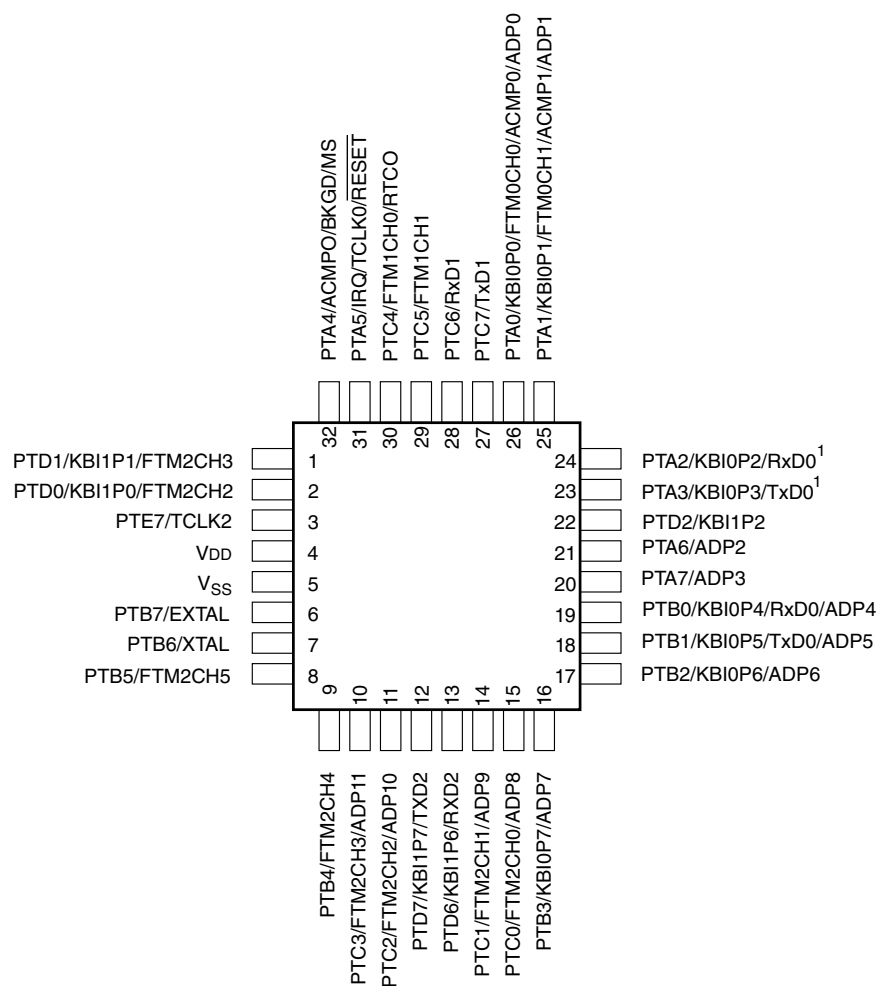 PTA4/ACMPO/BKGD/MS
PTA5/IRQ/TCLK0/RESET
PTC4/FTM1CH0/RTCO
PTC5/FTM1CH1
PTC6/RxD1
PTC7/TxD1
PTA0/KBI0P0/FTM0CH0/ACMP0/ADP0
PTA1/KBI0P1/FTM0CH1/ACMP1/ADP1
32
31
30
29
28
27
26
25
PTD1/KBI1P1/FTM2CH3 1
PTD0/KBI1P0/FTM2CH2 2
PTE7/TCLK2 3
VDD 4
VSS 5
PTB7/EXTAL 6
PTB6/XTAL 7
PTB5/FTM2CH5 8
24 PTA2/KBI0P2/RxD0¹
23 PTA3/KBI0P3/TxD0¹
22 PTD2/KBI1P2
21 PTA6/ADP2
20 PTA7/ADP3
19 PTB0/KBI0P4/RxD0/ADP4
18 PTB1/KBI0P5/TxD0/ADP5
17 PTB2/KBI0P6/ADP6
9
10
11
12
13
14
15
16
PTB4/FTM2CH4
PTC3/FTM2CH3/ADP11
PTC2/FTM2CH2/ADP10
PTD7/KBI1P7/TXD2
PTD6/KBI1P6/RXD2
PTC1/FTM2CH1/ADP9
PTC0/FTM2CH0/ADP8
PTB3/KBI0P7/ADP7